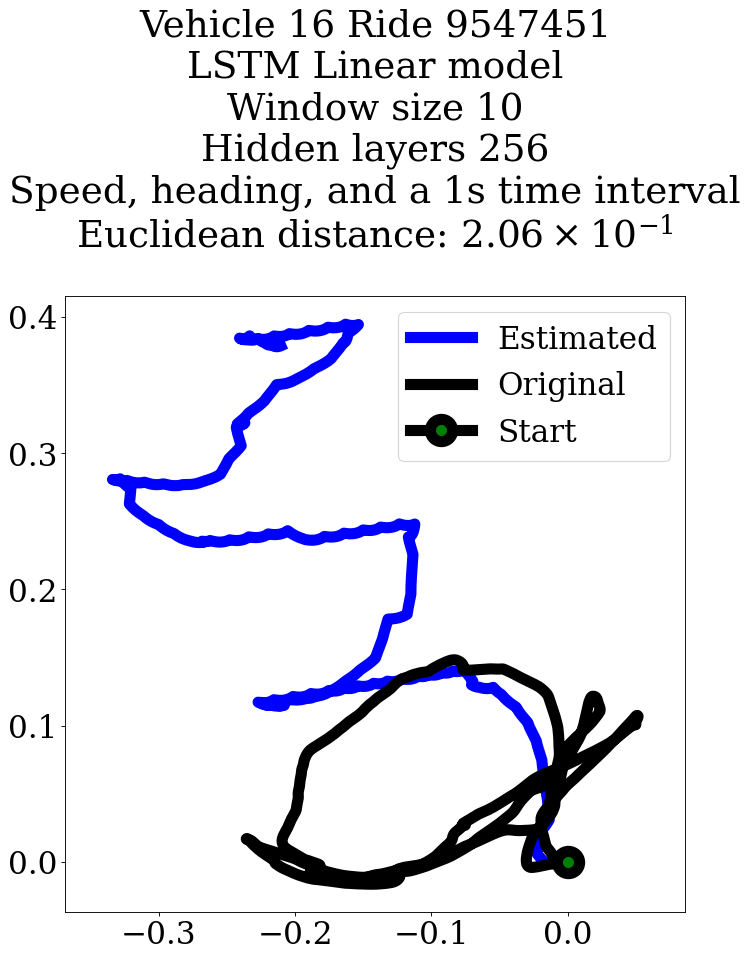 Vehicle 16 Ride 9547451
LSTM Linear model
Window size 10
Hidden layers 256
Speed, heading, and a 1s time interval
Euclidean distance: 2.06 × 10⁻¹
Estimated
Original
Start
0.4
0.3
0.2
0.1
0.0
−0.3 −0.2 −0.1 0.0